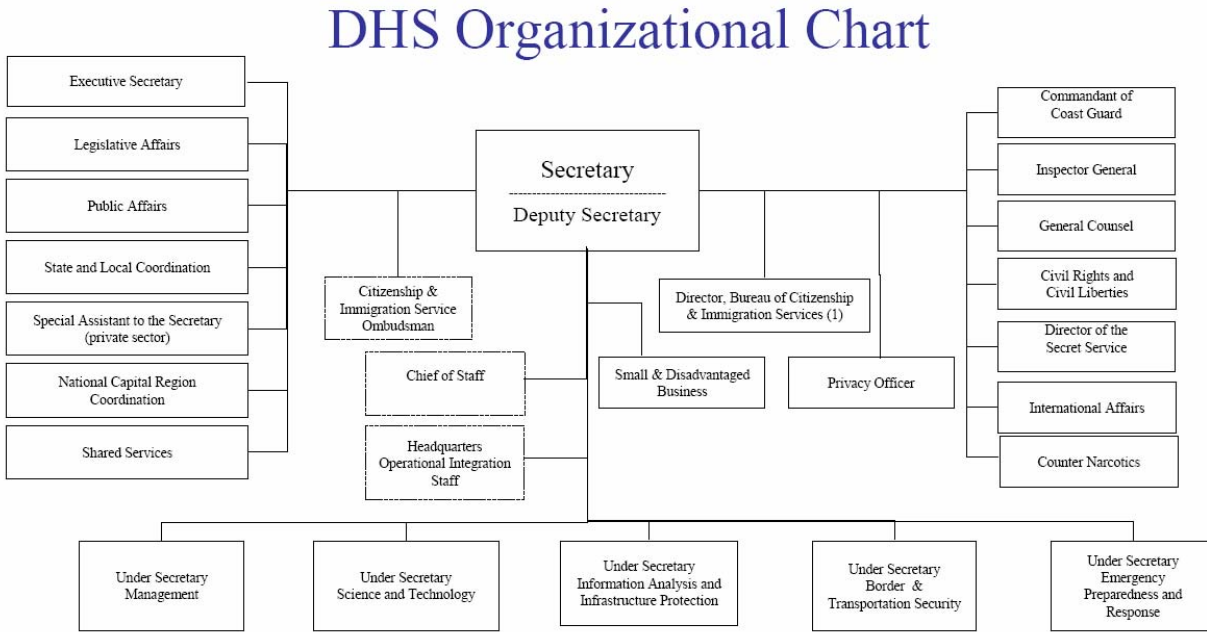 DHS Organizational Chart
Executive Secretary
Legislative Affairs
Public Affairs
State and Local Coordination
Special Assistant to the Secretary
(private sector)
National Capital Region
Coordination
Shared Services
Secretary
Deputy Secretary
Citizenship &
Immigration Service
Ombudsman
Chief of Staff
Headquarters
Operational Integration
Staff
Small & Disadvantaged
Business
Director, Bureau of Citizenship
& Immigration Services (1)
Privacy Officer
Commandant of
Coast Guard
Inspector General
General Counsel
Civil Rights and
Civil Liberties
Director of the
Secret Service
International Affairs
Counter Narcotics
Under Secretary
Management
Under Secretary
Science and Technology
Under Secretary
Information Analysis and
Infrastructure Protection
Under Secretary
Border &
Transportation Security
Under Secretary
Emergency
Preparedness and
Response